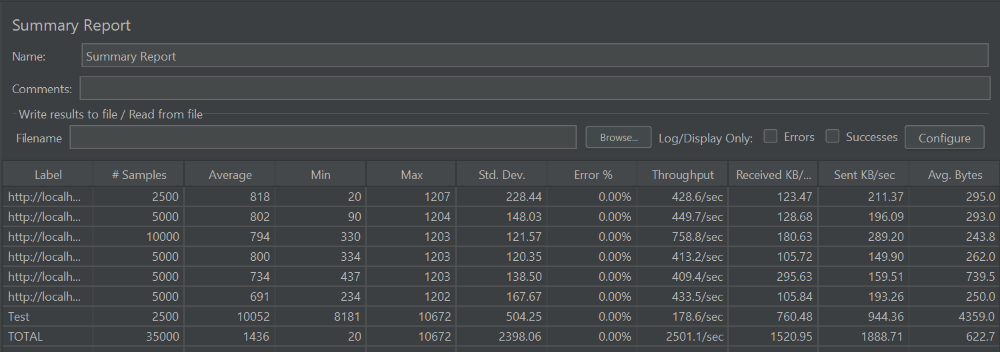 Summary Report
Name: Summary Report
Comments:
Write results to file / Read from file
Filename Browse... Log/Display Only: Errors Successes Configure
Label # Samples Average Min Max Std. Dev. Error % Throughput Received KB/... Sent KB/sec Avg. Bytes
http://localh... 2500 818 20 1207 228.44 0.00% 428.6/sec 123.47 211.37 295.0
http://localh... 5000 802 90 1204 148.03 0.00% 449.7/sec 128.68 196.09 293.0
http://localh... 10000 794 330 1203 121.57 0.00% 758.8/sec 180.63 289.20 243.8
http://localh... 5000 800 334 1203 120.35 0.00% 413.2/sec 105.72 149.90 262.0
http://localh... 5000 734 437 1203 138.50 0.00% 409.4/sec 295.63 159.51 739.5
http://localh... 5000 691 234 1202 167.67 0.00% 433.5/sec 105.84 193.26 250.0
Test 2500 10052 8181 10672 504.25 0.00% 178.6/sec 760.48 944.36 4359.0
TOTAL 35000 1436 20 10672 2398.06 0.00% 2501.1/sec 1520.95 1888.71 622.7